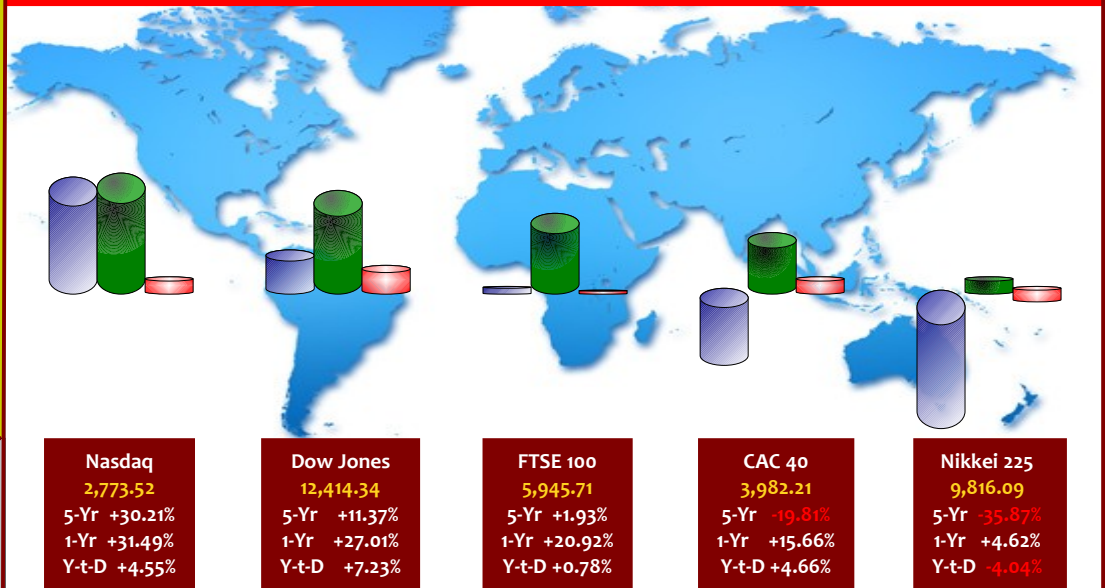 Nasdaq
2,773.52
5-Yr +30.21%
1-Yr +31.49%
Y-t-D +4.55%
Dow Jones
12,414.34
5-Yr +11.37%
1-Yr +27.01%
Y-t-D +7.23%
FTSE 100
5,945.71
5-Yr +1.93%
1-Yr +20.92%
Y-t-D +0.78%
CAC 40
3,982.21
5-Yr -19.81%
1-Yr +15.66%
Y-t-D +4.66%
Nikkei 225
9,816.09
5-Yr -35.87%
1-Yr +4.62%
Y-t-D -4.04%